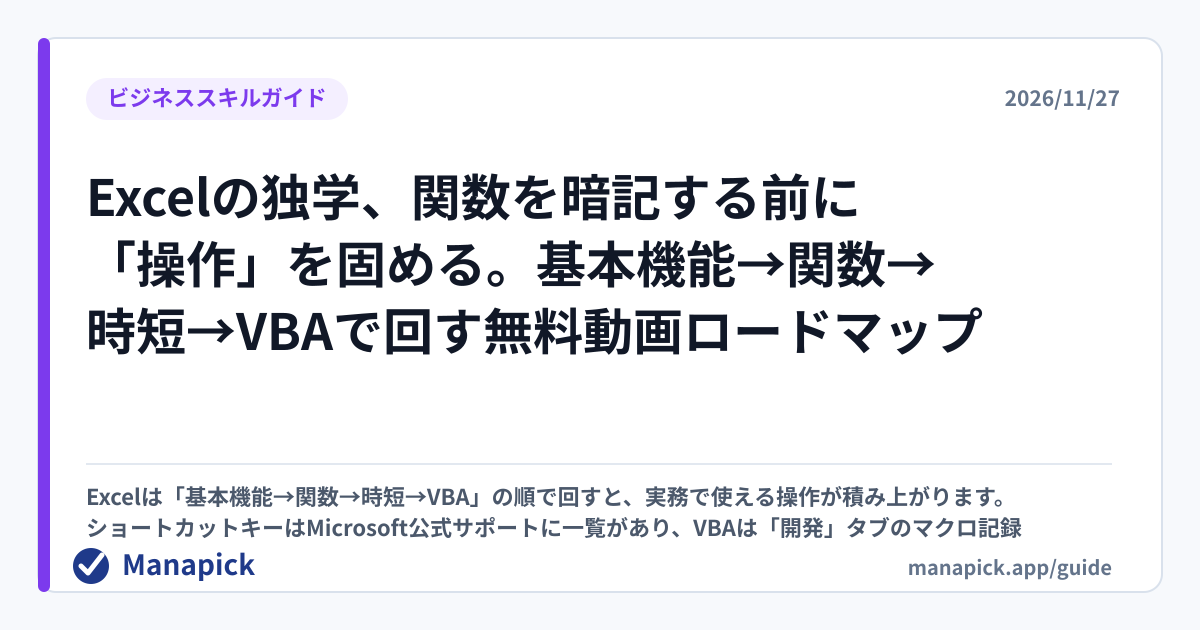 ビジネススキルガイド
2026/11/27
Excelの独学、関数を暗記する前に
「操作」を固める。基本機能→関数→
時短→VBAで回す無料動画ロードマップ
Excelは「基本機能→関数→時短→VBA」の順で回すと、実務で使える操作が積み上がります。
ショートカットキーはMicrosoft公式サポートに一覧があり、VBAは「開発」タブのマクロ記録
Manapick
manapick.app/guide